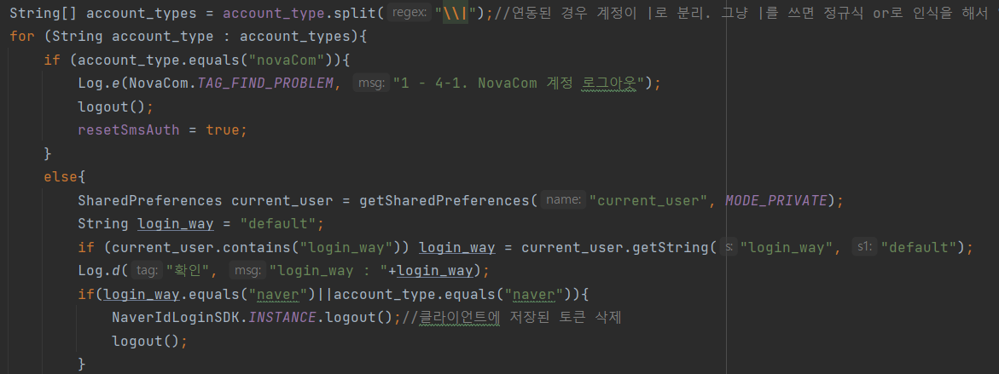 String[] account_types = account_type.split( regex: "\\|");//연동된 경우 계정이 |로 분리. 그냥 |를 쓰면 정규식 or로 인식을 해서
for (String account_type : account_types){
if (account_type.equals("novaCom")){
Log.e(NovaCom.TAG_FIND_PROBLEM, msg: "1 - 4-1. NovaCom 계정 로그아웃");
logout();
resetSmsAuth = true;
}
else{
SharedPreferences current_user = getSharedPreferences( name: "current_user", MODE_PRIVATE);
String login_way = "default";
if (current_user.contains("login_way")) login_way = current_user.getString( s: "login_way", s1: "default");
Log.d( tag: "확인", msg: "login_way : "+login_way);
if(login_way.equals("naver")||account_type.equals("naver")){
NaverIdLoginSDK.INSTANCE.logout();//클라이언트에 저장된 토큰 삭제
logout();
}